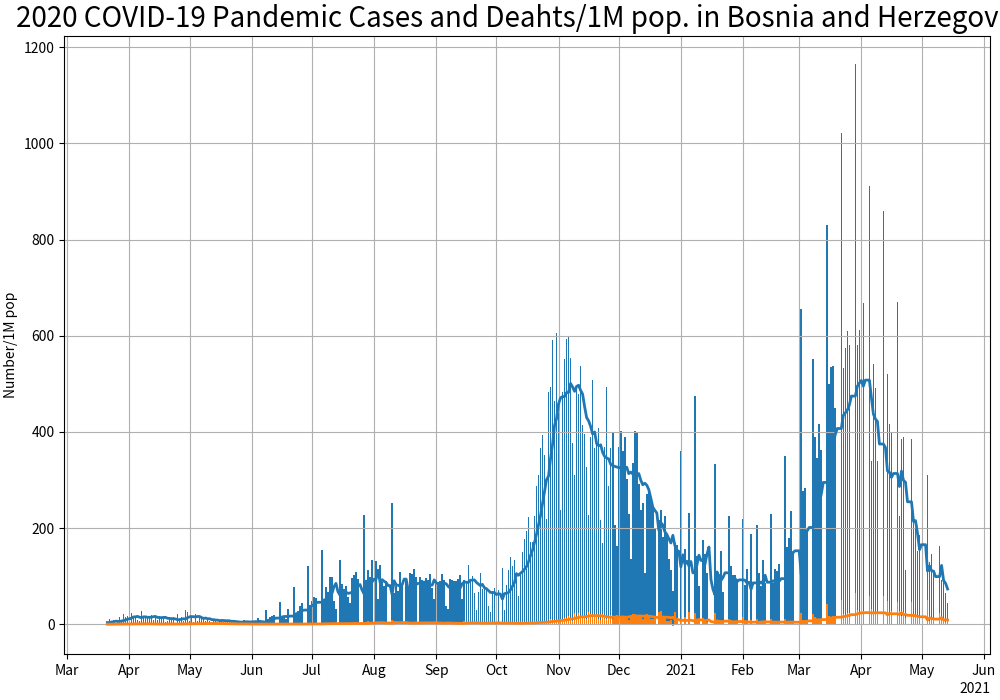 2020 COVID-19 Pandemic Cases and Deahts/1M pop. in Bosnia and Herzegov
1200
1000
800
600
400
200
0
Number/1M pop
Mar Apr May Jun Jul Aug Sep Oct Nov Dec 2021 Feb Mar Apr May Jun
2021